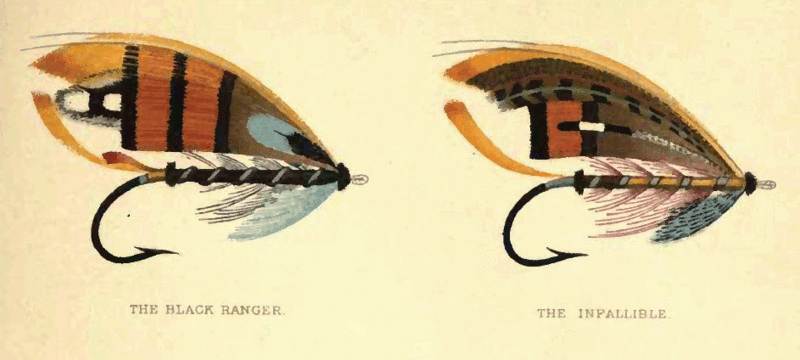 THE BLACK RANGER.
THE INFALLIBLE.